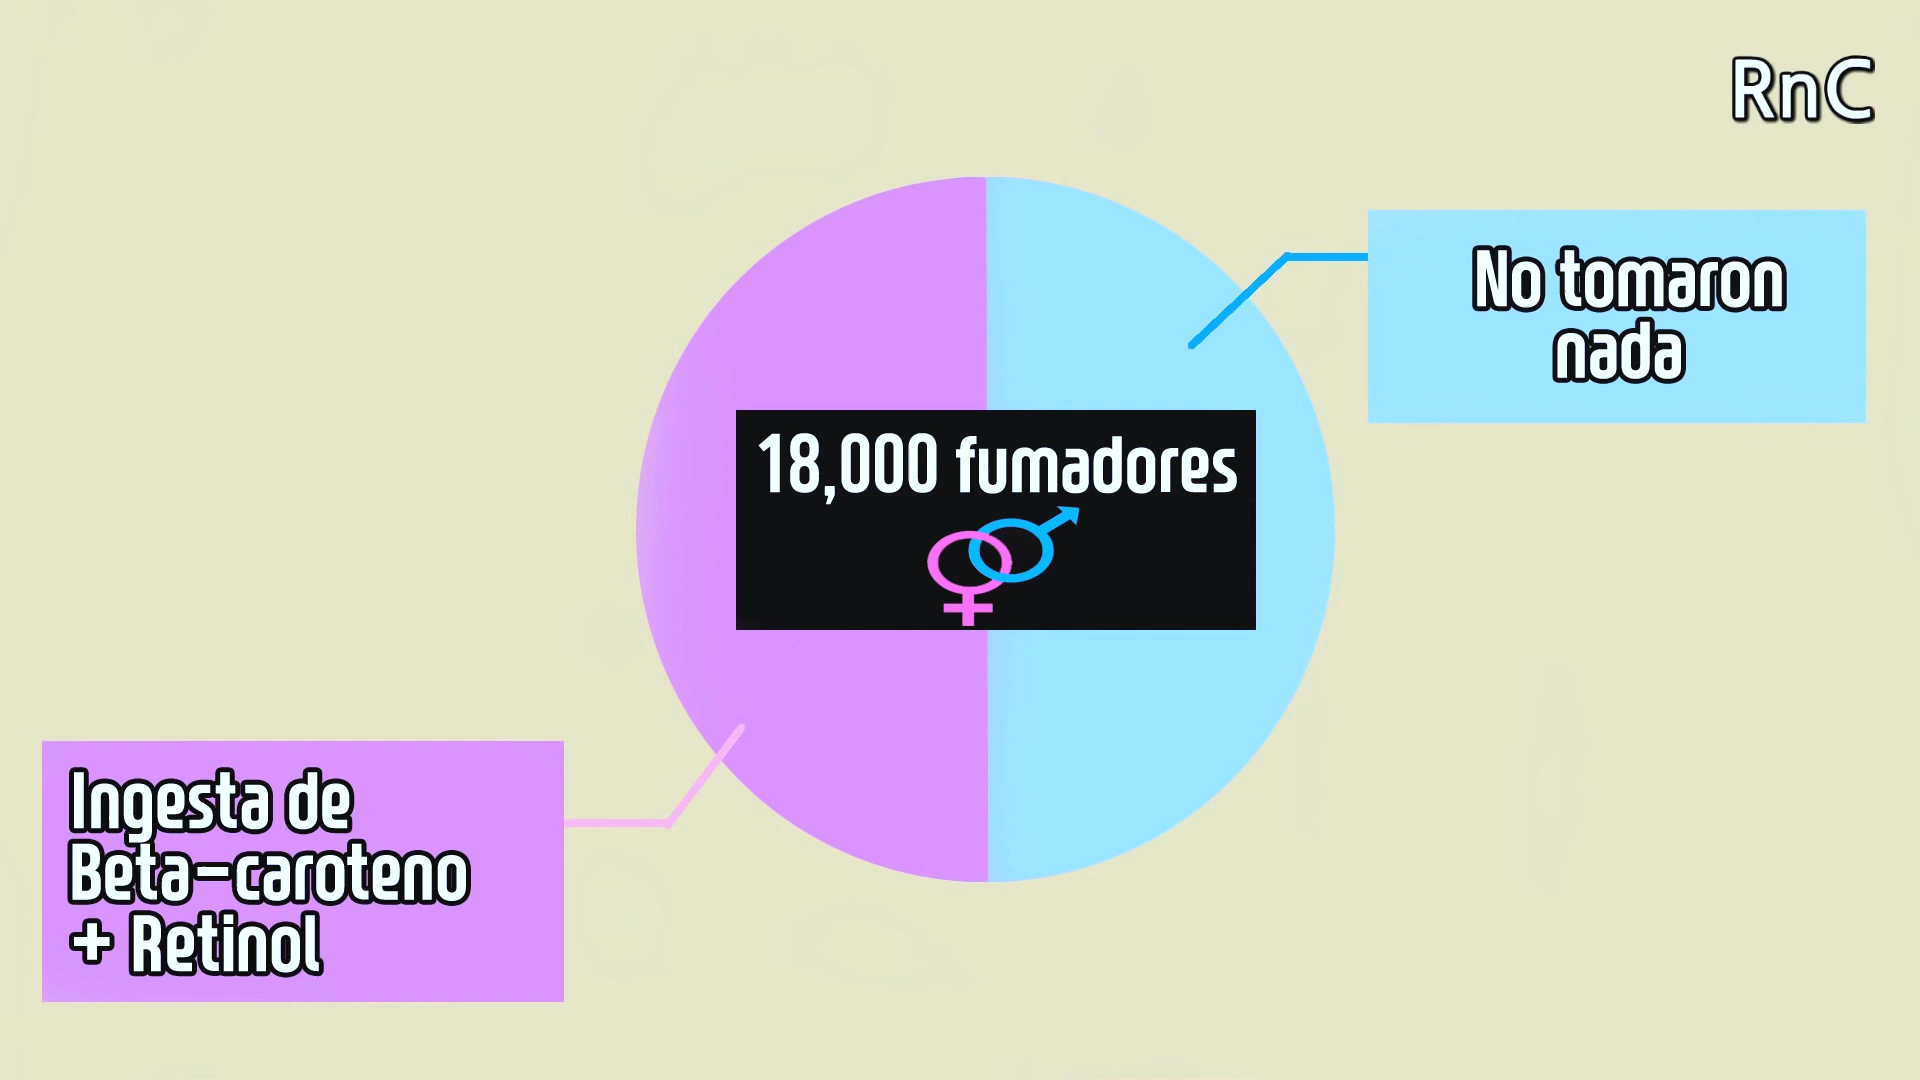 RnC
No tomaron
nada
18,000 fumadores
Ingesta de
Beta-caroteno
+ Retinol